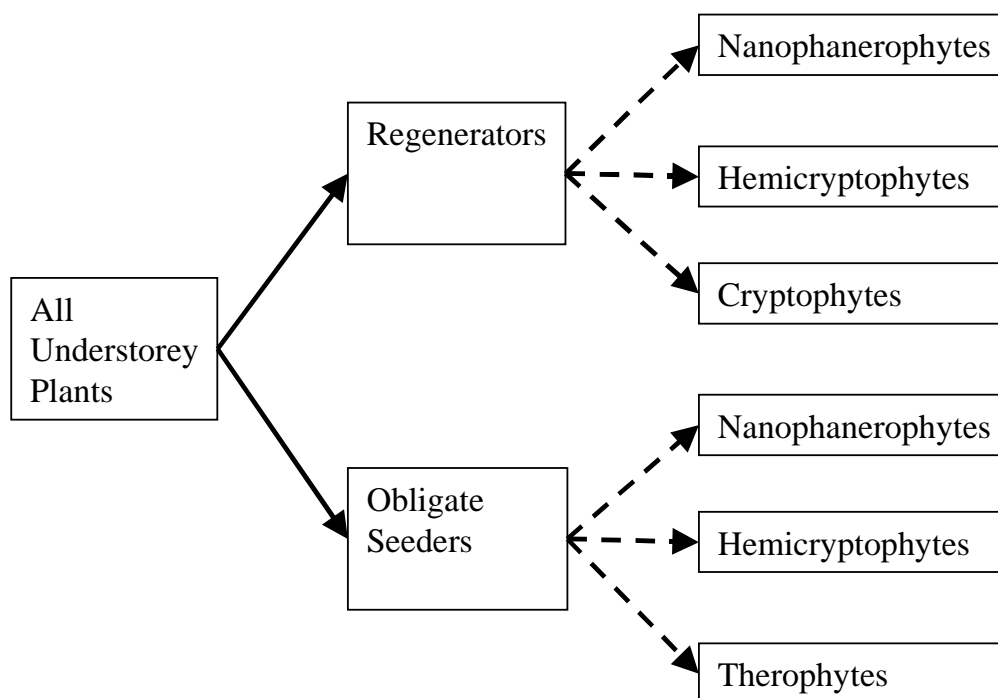 Nanophanerophytes
Regenerators
Hemicryptophytes
Cryptophytes
All
Understorey
Plants
Nanophanerophytes
Obligate
Seeders
Hemicryptophytes
Therophytes